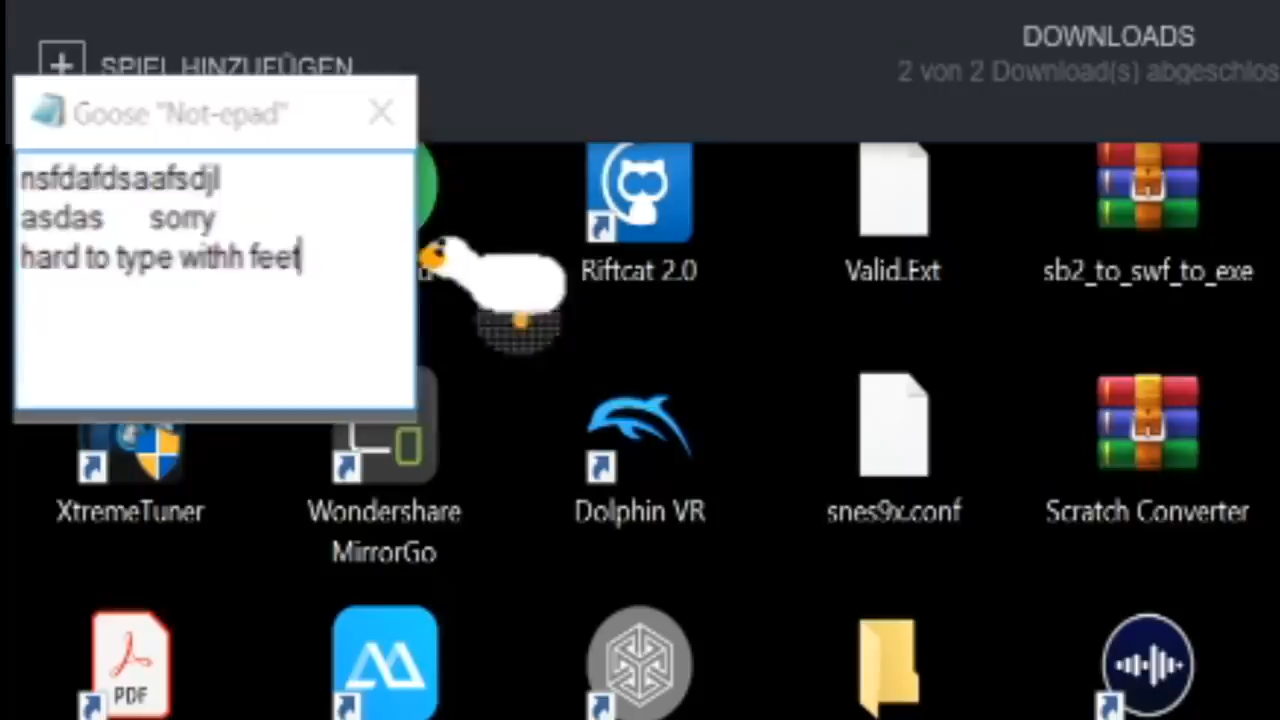 DOWNLOADS
SPIEL HINZUFÜGEN
2 von 2 Download(s) abgeschlos
Goose "Not-epad"
nsfdafdsaafsdjl
asdas sorry
hard to type withh feet
Riftcat 2.0
Valid.Ext
sb2_to_swf_to_exe
XtremeTuner
Wondershare
MirrorGo
Dolphin VR
snes9x.conf
Scratch Converter
PDF